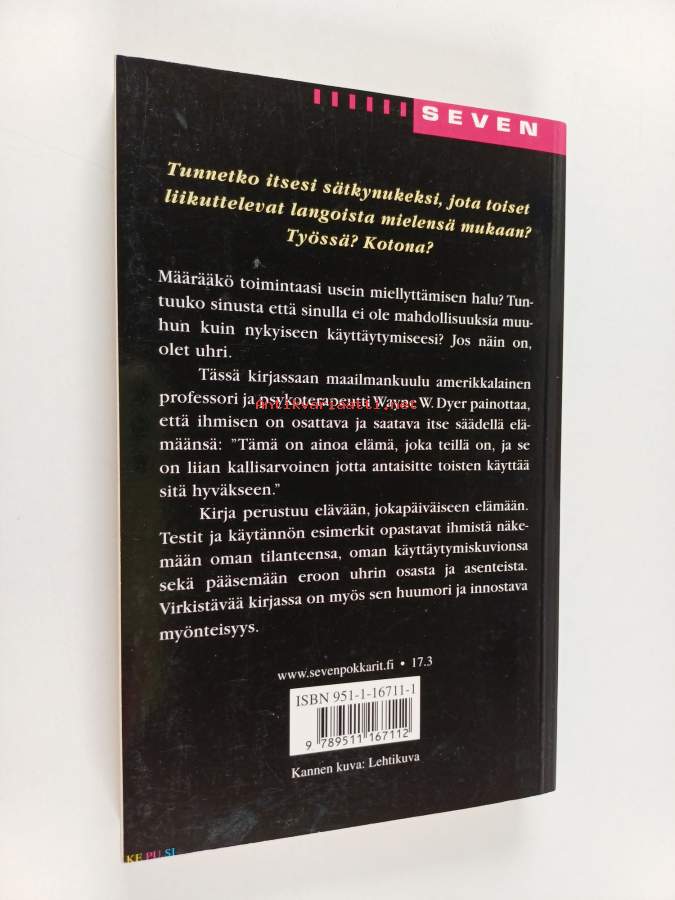 SEVEN
Tunnetko itsesi sätkynukeksi, jota toiset
liikuttelevat langoista mielensä mukaan?
Työssä? Kotona?
Määrääkö toimintaasi usein miellyttämisen halu? Tun-
tuuko sinusta että sinulla ei ole mahdollisuuksia muu-
hun kuin nykyiseen käyttäytymiseesi? Jos näin on,
olet uhri.
Tässä kirjassaan maailmankuulu amerikkalainen
professori ja psykoterapeutti Wayne W. Dyer painottaa,
antikvariaatti.net
että ihmisen on osattava ja saatava itse säädellä elä-
määnsä: ”Tämä on ainoa elämä, joka teillä on, ja se
on liian kallisarvoinen jotta antaisitte toisten käyttää
sitä hyväkseen.”
Kirja perustuu elävään, jokapäiväiseen elämään.
Testit ja käytännön esimerkit opastavat ihmistä näke-
mään oman tilanteensa, oman käyttäytymiskuvionsa
sekä pääsemään eroon uhrin osasta ja asenteista.
Virkistävää kirjassa on myös sen huumori ja innostava
myönteisyys.
www.sevenpokkarit.fi • 17.3
ISBN 951-1-16711-1
9 789511 167112
Kannen kuva: Lehtikuva
KE PU SI